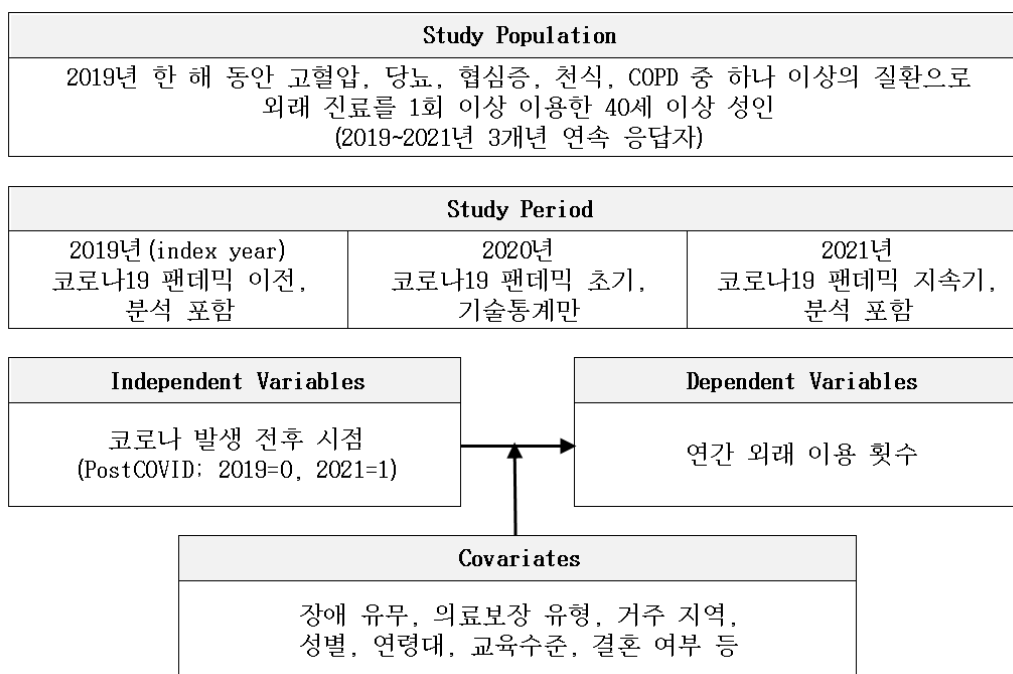 Study Population
2019년 한 해 동안 고혈압, 당뇨, 협심증, 천식, COPD 중 하나 이상의 질환으로
외래 진료를 1회 이상 이용한 40세 이상 성인
(2019~2021년 3개년 연속 응답자)
Study Period
2019년(index year)
코로나19 팬데믹 이전,
분석 포함
2020년
코로나19 팬데믹 초기,
기술통계만
2021년
코로나19 팬데믹 지속기,
분석 포함
Independent Variables
코로나 발생 전후 시점
(PostCOVID; 2019=0, 2021=1)
Dependent Variables
연간 외래 이용 횟수
Covariates
장애 유무, 의료보장 유형, 거주 지역,
성별, 연령대, 교육수준, 결혼 여부 등